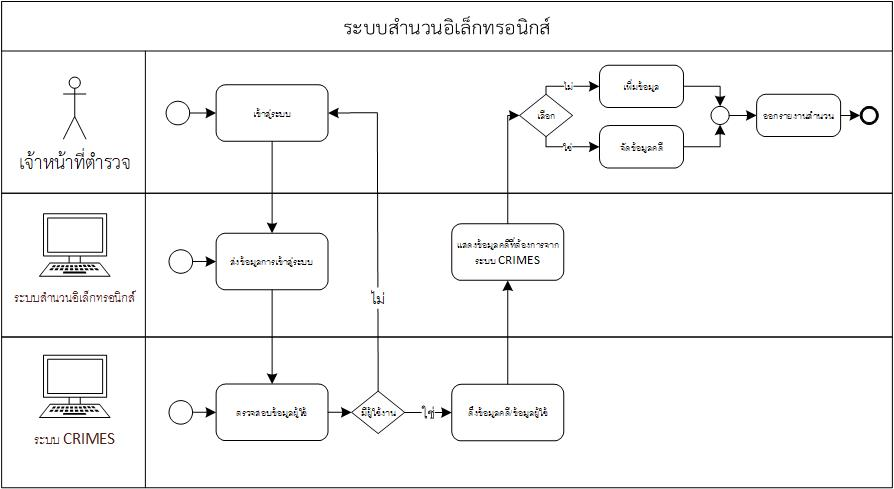 ระบบสำนวนอิเล็กทรอนิกส์
เจ้าหน้าที่ตำรวจ
เข้าสู่ระบบ
เลือก
ไม่
เพิ่มข้อมูล
ใช่
จัดข้อมูลคดี
ออกรายงานสำนวน
ระบบสำนวนอิเล็กทรอนิกส์
ส่งข้อมูลการเข้าสู่ระบบ
ไม่
แสดงข้อมูลคดีที่ต้องการจาก
ระบบ CRIMES
ระบบ CRIMES
ตรวจสอบข้อมูลผู้ใช้
มีผู้ใช้งาน
ใช่
ดึงข้อมูลคดี/ข้อมูลผู้ใช้